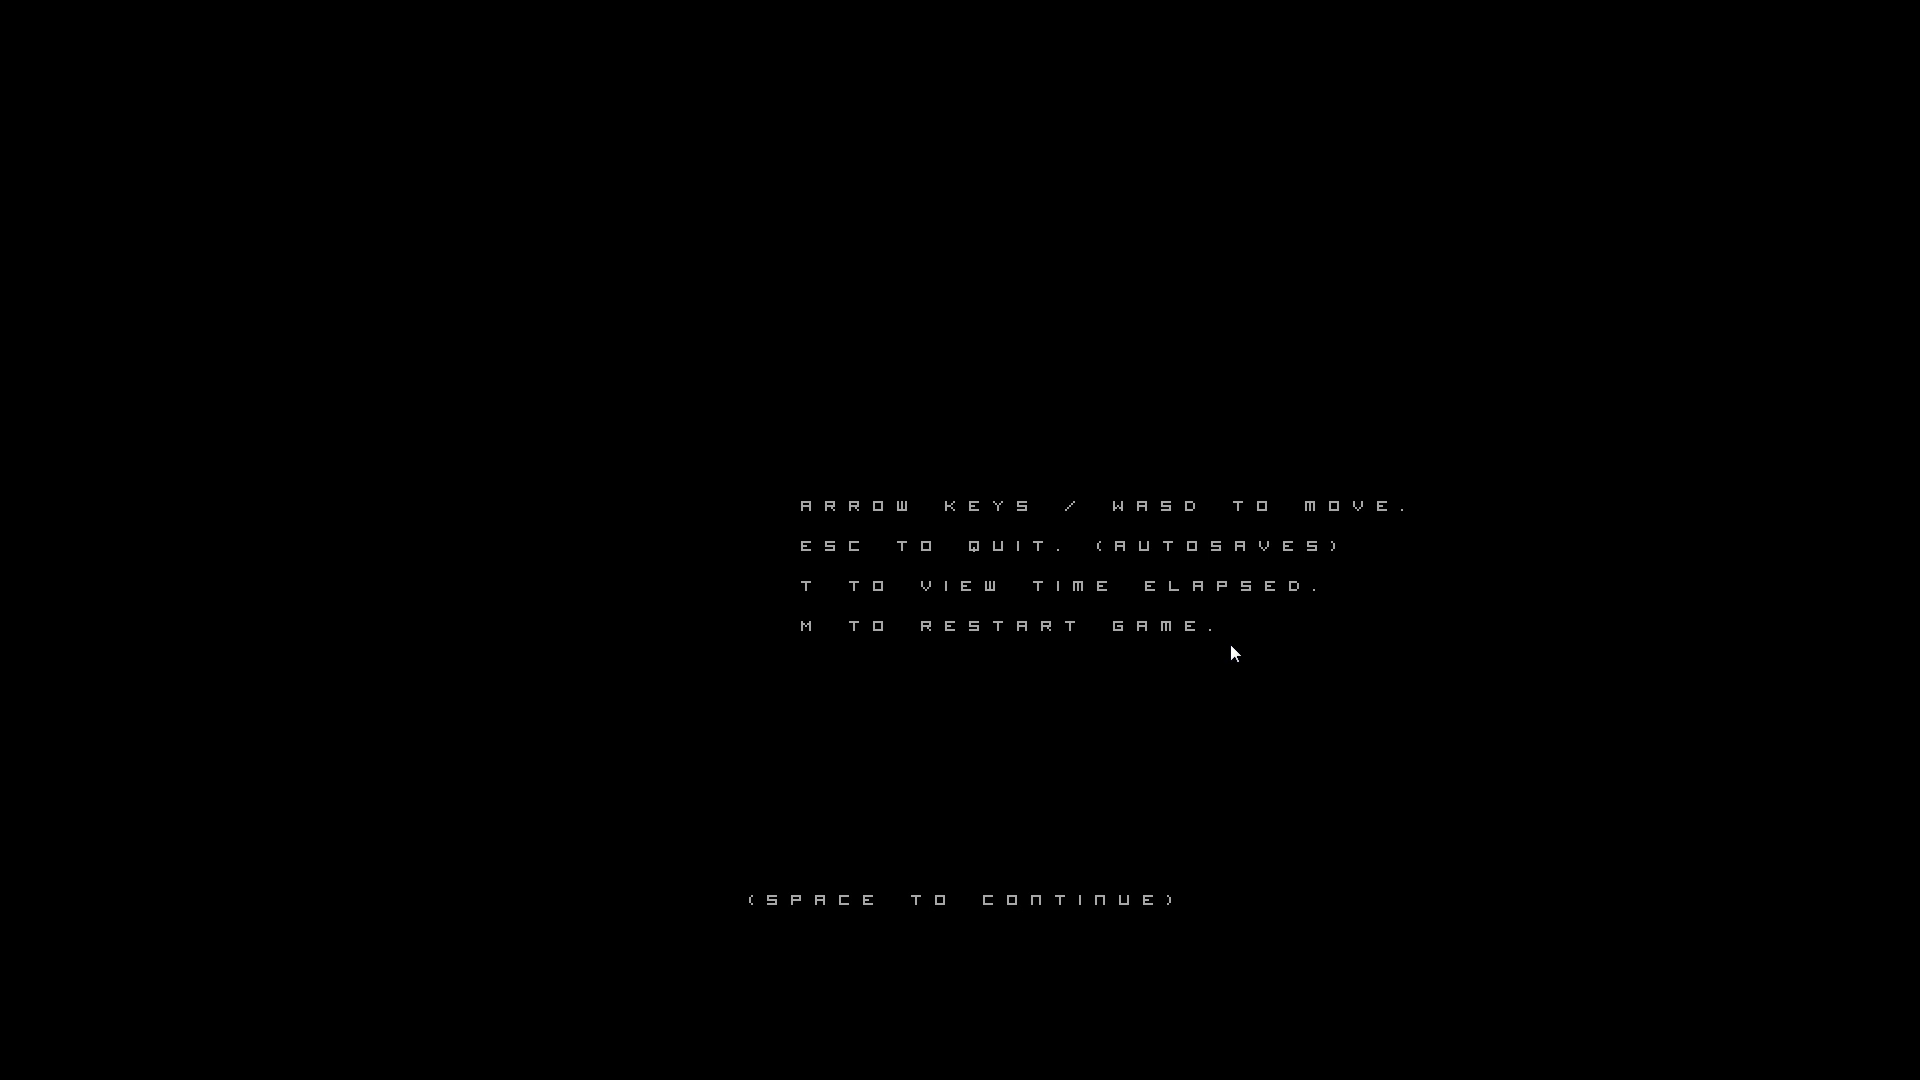 ARROW KEYS / WASD TO MOVE.
ESC TO QUIT. (AUTOSAVES)
T TO VIEW TIME ELAPSED.
M TO RESTART GAME.
(SPACE TO CONTINUE)